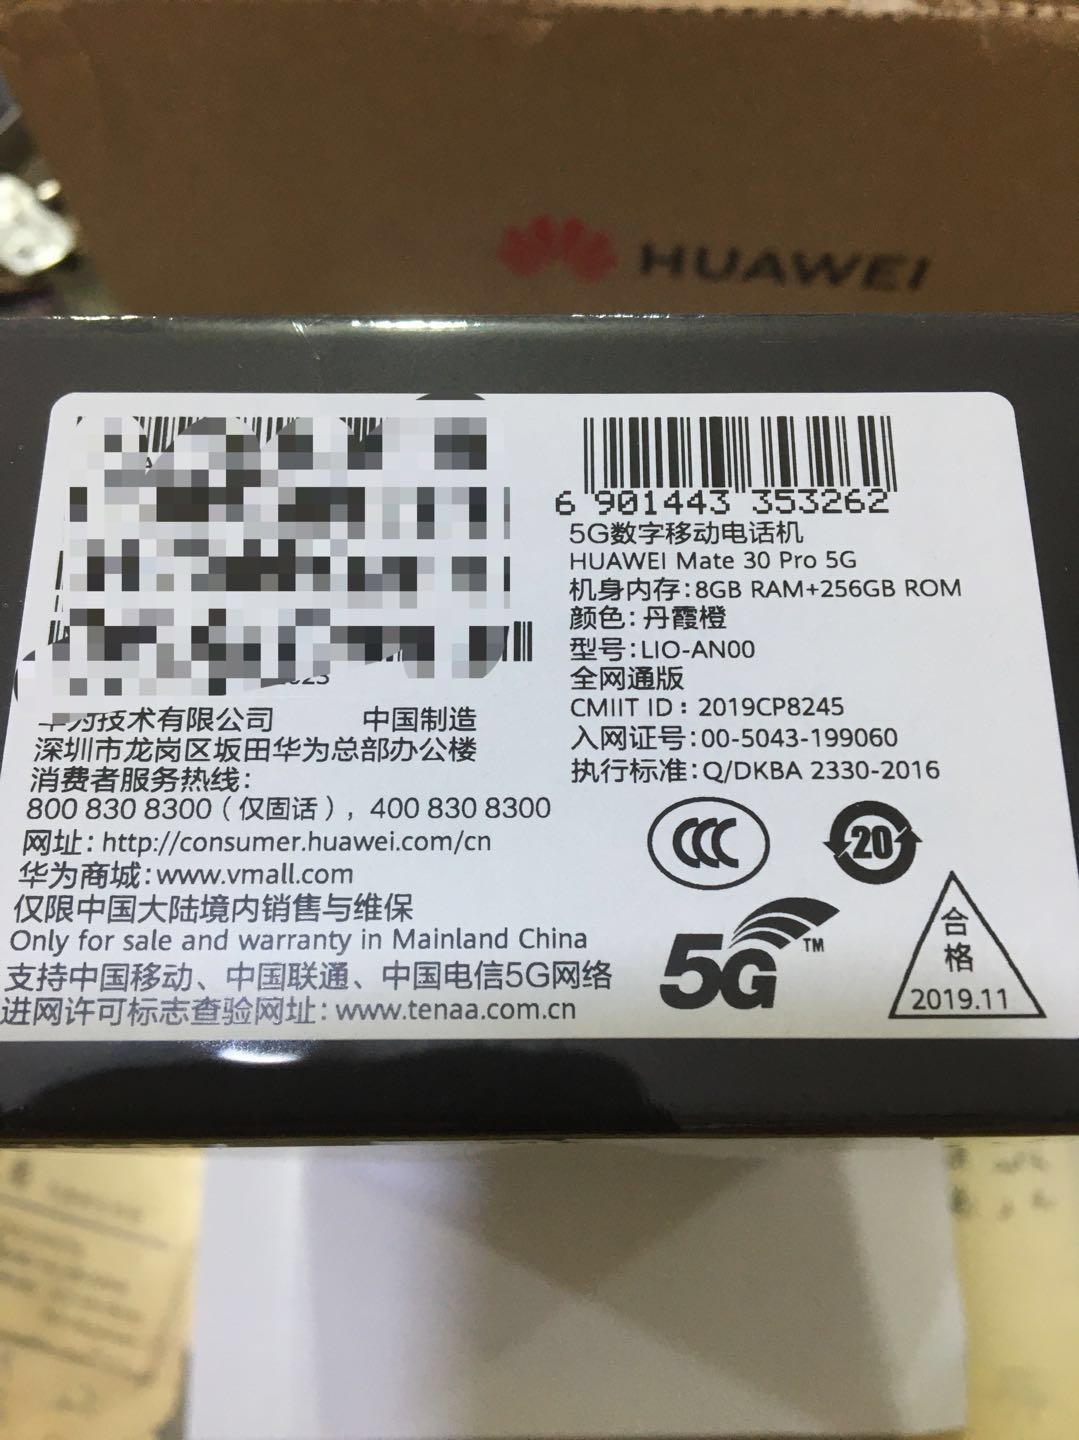 HUAWEI
6 901443 353262
5G数字移动电话机
HUAWEI Mate 30 Pro 5G
机身内存:8GB RAM+256GB ROM
颜色:丹霞橙
型号:LIO-AN00
全网通版
CMIIT ID: 2019CP8245
入网证号:00-5043-199060
执行标准:Q/DKBA 2330-2016
华为技术有限公司 中国制造
深圳市龙岗区坂田华为总部办公楼
消费者服务热线:
800 830 8300(仅固话), 400 830 8300
网址: http://consumer.huawei.com/cn
华为商城:www.vmall.com
仅限中国大陆境内销售与维保
Only for sale and warranty in Mainland China
支持中国移动、中国联通、中国电信5G网络
进网许可标志查验网址: www.tenaa.com.cn
CCC
20
5G TM
合
格
2019.11